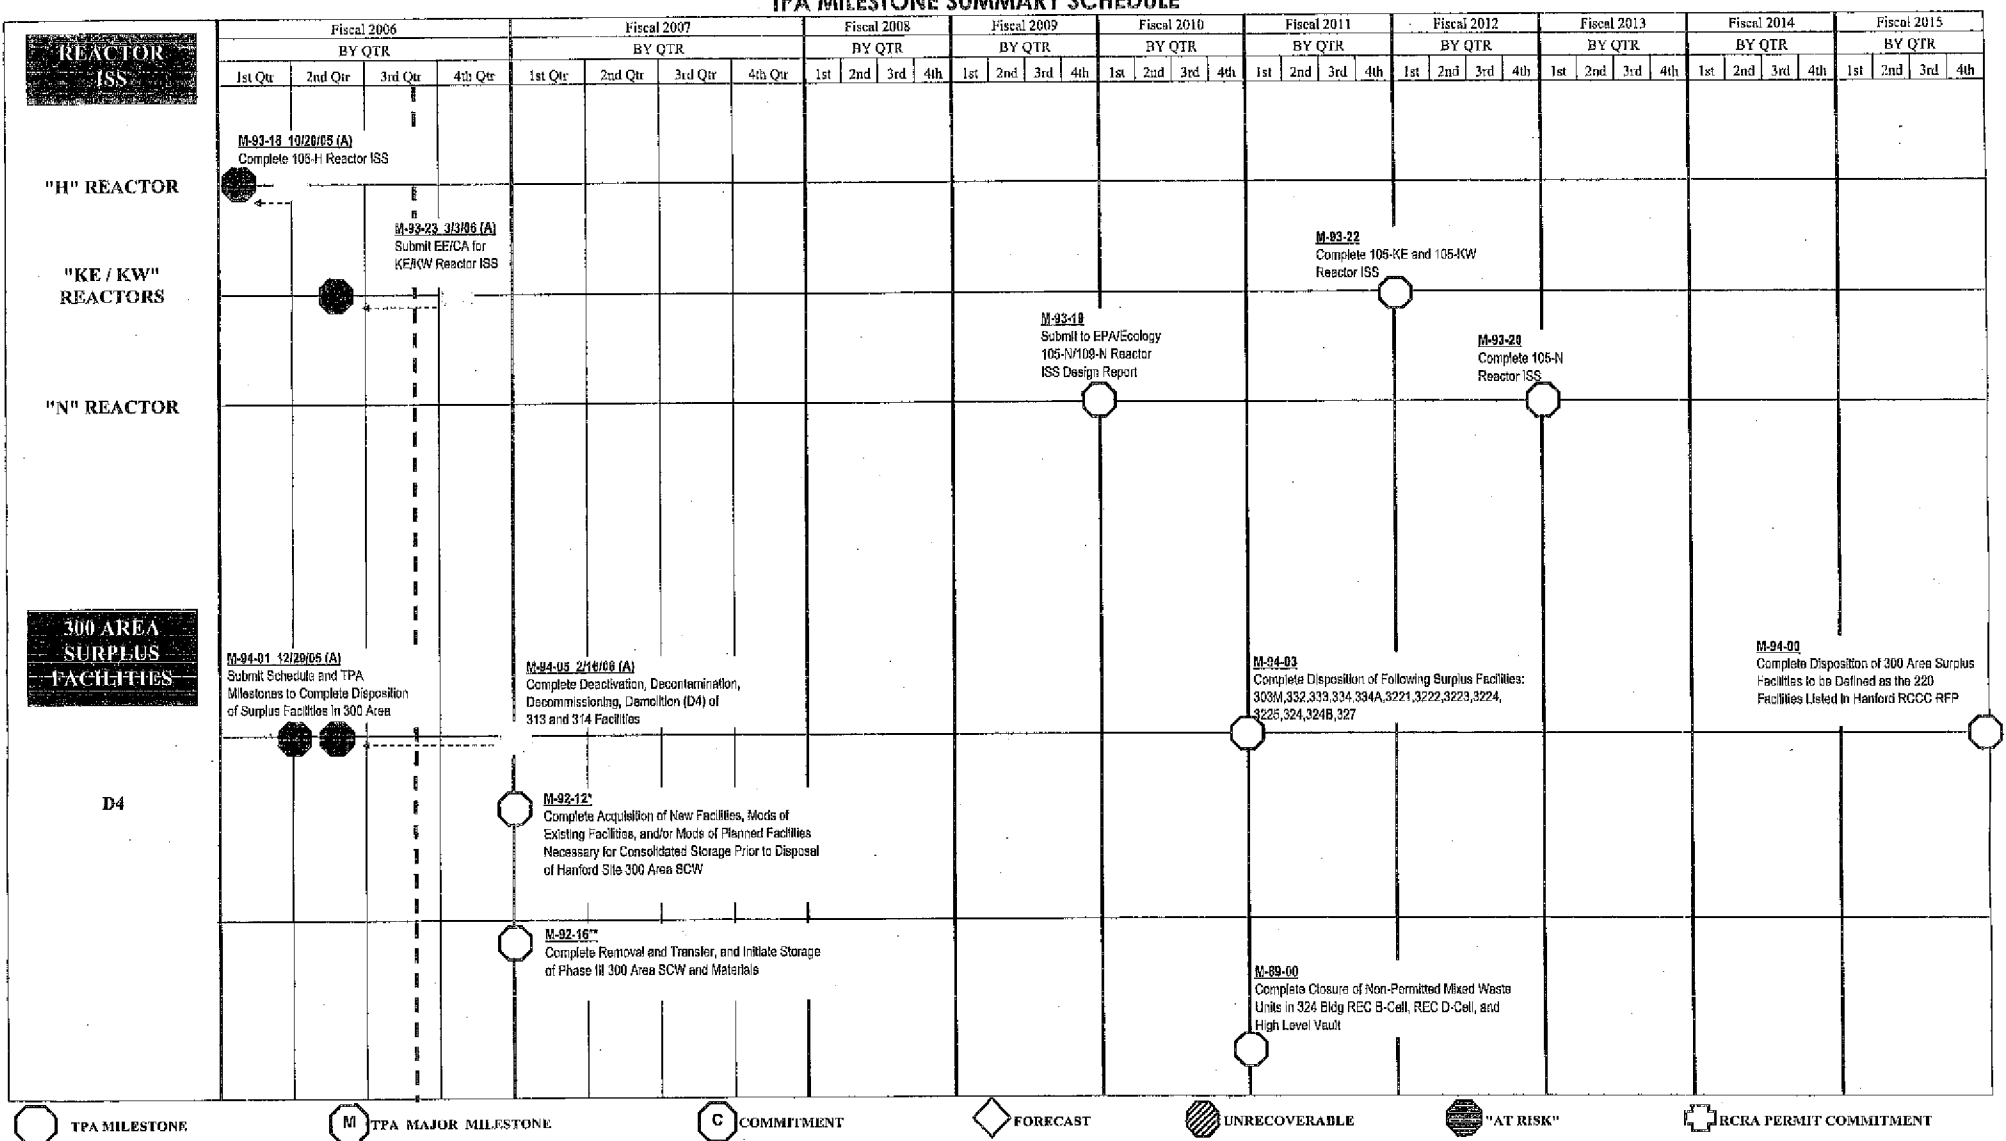 TPA MILESTONE SUMMARY SCHEDULE
REACTOR
ISS
Fiscal 2006
Fiscal 2007
Fiscal 2008
Fiscal 2009
Fiscal 2010
Fiscal 2011
Fiscal 2012
Fiscal 2013
Fiscal 2014
Fiscal 2015
BY QTR
BY QTR
BY QTR
BY QTR
BY QTR
BY QTR
BY QTR
BY QTR
BY QTR
BY QTR
1st Qtr 2nd Qtr 3rd Qtr 4th Qtr
1st Qtr 2nd Qtr 3rd Qtr 4th Qtr
1st 2nd 3rd 4th
1st 2nd 3rd 4th
1st 2nd 3rd 4th
1st 2nd 3rd 4th
1st 2nd 3rd 4th
1st 2nd 3rd 4th
1st 2nd 3rd 4th
1st 2nd 3rd 4th
"H" REACTOR
M-93-18 10/20/05 (A)
Complete 105-H Reactor ISS
"KE / KW"
REACTORS
M-93-23 3/3/06 (A)
Submit EE/CA for
KE/KW Reactor ISS
M-93-22
Complete 105-KE and 105-KW
Reactor ISS
"N" REACTOR
M-93-19
Submit to EPA/Ecology
105-N/109-N Reactor
ISS Design Report
M-93-20
Complete 105-N
Reactor ISS
300 AREA
SURPLUS
FACILITIES
M-94-01 12/29/05 (A)
Submit Schedule and TPA
Milestones to Complete Disposition
of Surplus Facilities in 300 Area
M-94-05 2/16/06 (A)
Complete Deactivation, Decontamination,
Decommissioning, Demolition (D4) of
313 and 314 Facilities
M-94-03
Complete Disposition of Following Surplus Facilities:
303M,332,333,334,334A,3221,3222,3223,3224,
3225,324,324B,327
M-94-00
Complete Disposition of 300 Area Surplus
Facilities to be Defined as the 220
Facilities Listed in Hanford RCCC RFP
D4
M-92-12*
Complete Acquisition of New Facilities, Mods of
Existing Facilities, and/or Mods of Planned Facilities
Necessary for Consolidated Storage Prior to Disposal
of Hanford Site 300 Area SCW
M-92-16**
Complete Removal and Transfer, and Initiate Storage
of Phase III 300 Area SCW and Materials
M-89-00
Complete Closure of Non-Permitted Mixed Waste
Units in 324 Bldg REC B-Cell, REC D-Cell, and
High Level Vault
TPA MILESTONE
M TPA MAJOR MILESTONE
C COMMITMENT
FORECAST
UNRECOVERABLE
"AT RISK"
RCRA PERMIT COMMITMENT